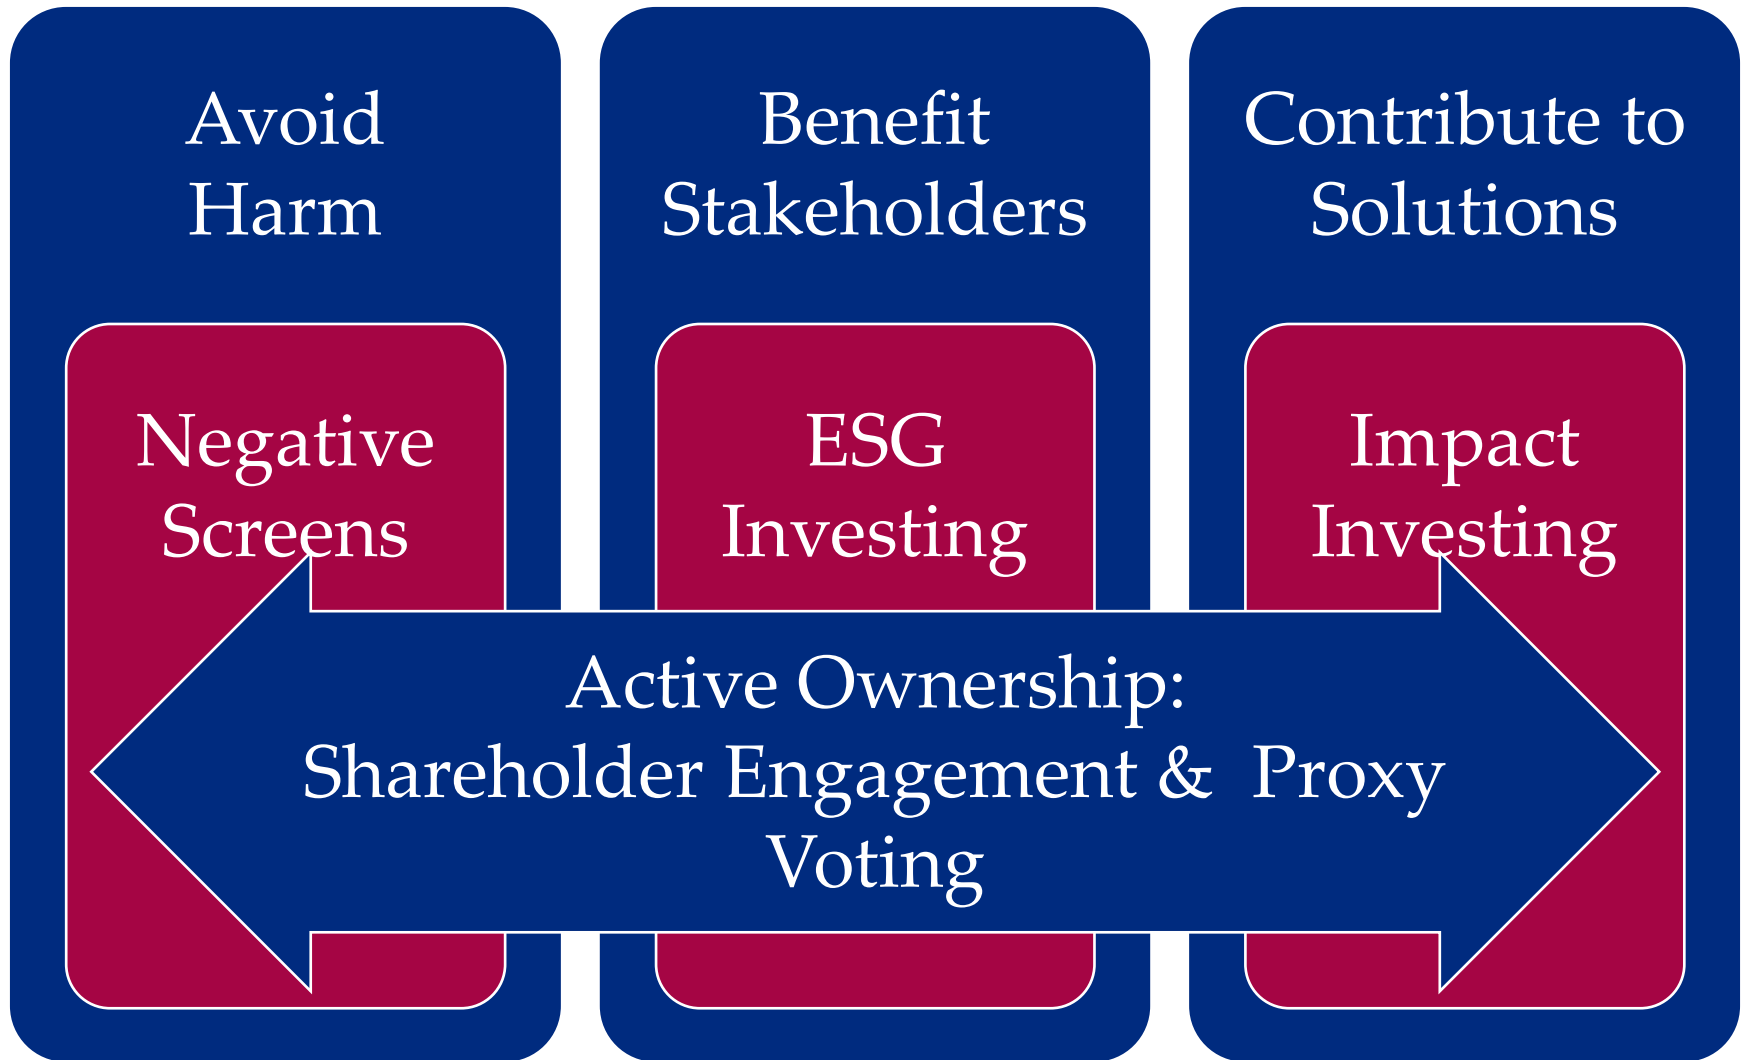 Avoid
Harm
Negative
Screens
Benefit
Stakeholders
ESG
Investing
Contribute to
Solutions
Impact
Investing
Active Ownership:
Shareholder Engagement &  Proxy
Voting